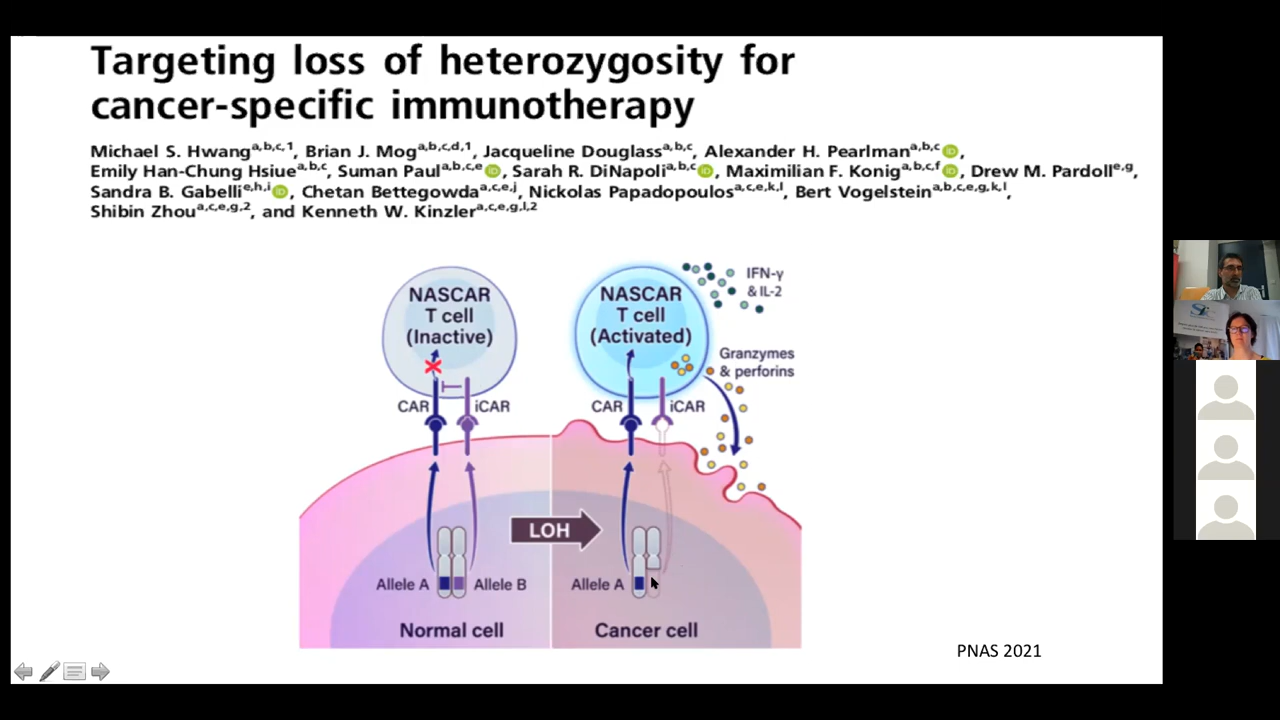 Targeting loss of heterozygosity for
cancer-specific immunotherapy
Michael S. Hwang^a,b,c,1, Brian J. Mog^a,b,c,d,1, Jacqueline Douglass^a,b,c, Alexander H. Pearlman^a,b,c,
Emily Han-Chung Hsiue^a,b,c, Suman Paul^a,b,c,e, Sarah R. DiNapoli^a,b,c, Maximilian F. Konig^a,b,c,f, Drew M. Pardoll^e,g,
Sandra B. Gabelli^e,h,i, Chetan Bettegowda^a,c,e,j, Nickolas Papadopoulos^a,c,e,k,l, Bert Vogelstein^a,b,c,e,g,k,l,
Shibin Zhou^a,c,e,g,2, and Kenneth W. Kinzler^a,c,e,g,l,2
NASCAR
T cell
(Inactive)
CAR
iCAR
NASCAR
T cell
(Activated)
IFN-γ
& IL-2
Granzymes
& perforins
CAR
iCAR
LOH
Allele A
Allele B
Allele A
Normal cell
Cancer cell
PNAS 2021